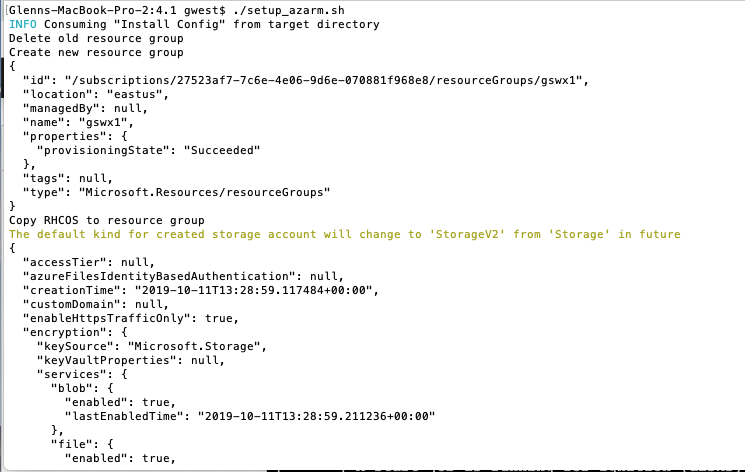 [Glenns-MacBook-Pro-2:4.1 gwest$ ./setup_azarm.sh
INFO Consuming "Install Config" from target directory
Delete old resource group
Create new resource group
{
  "id": "/subscriptions/27523af7-7c6e-4e06-9d6e-070881f968e8/resourceGroups/gswx1",
  "location": "eastus",
  "managedBy": null,
  "name": "gswx1",
  "properties": {
    "provisioningState": "Succeeded"
  },
  "tags": null,
  "type": "Microsoft.Resources/resourceGroups"
}
Copy RHCOS to resource group
The default kind for created storage account will change to 'StorageV2' from 'Storage' in future
{
  "accessTier": null,
  "azureFilesIdentityBasedAuthentication": null,
  "creationTime": "2019-10-11T13:28:59.117484+00:00",
  "customDomain": null,
  "enableHttpsTrafficOnly": true,
  "encryption": {
    "keySource": "Microsoft.Storage",
    "keyVaultProperties": null,
    "services": {
      "blob": {
        "enabled": true,
        "lastEnabledTime": "2019-10-11T13:28:59.211236+00:00"
      },
      "file": {
        "enabled": true,